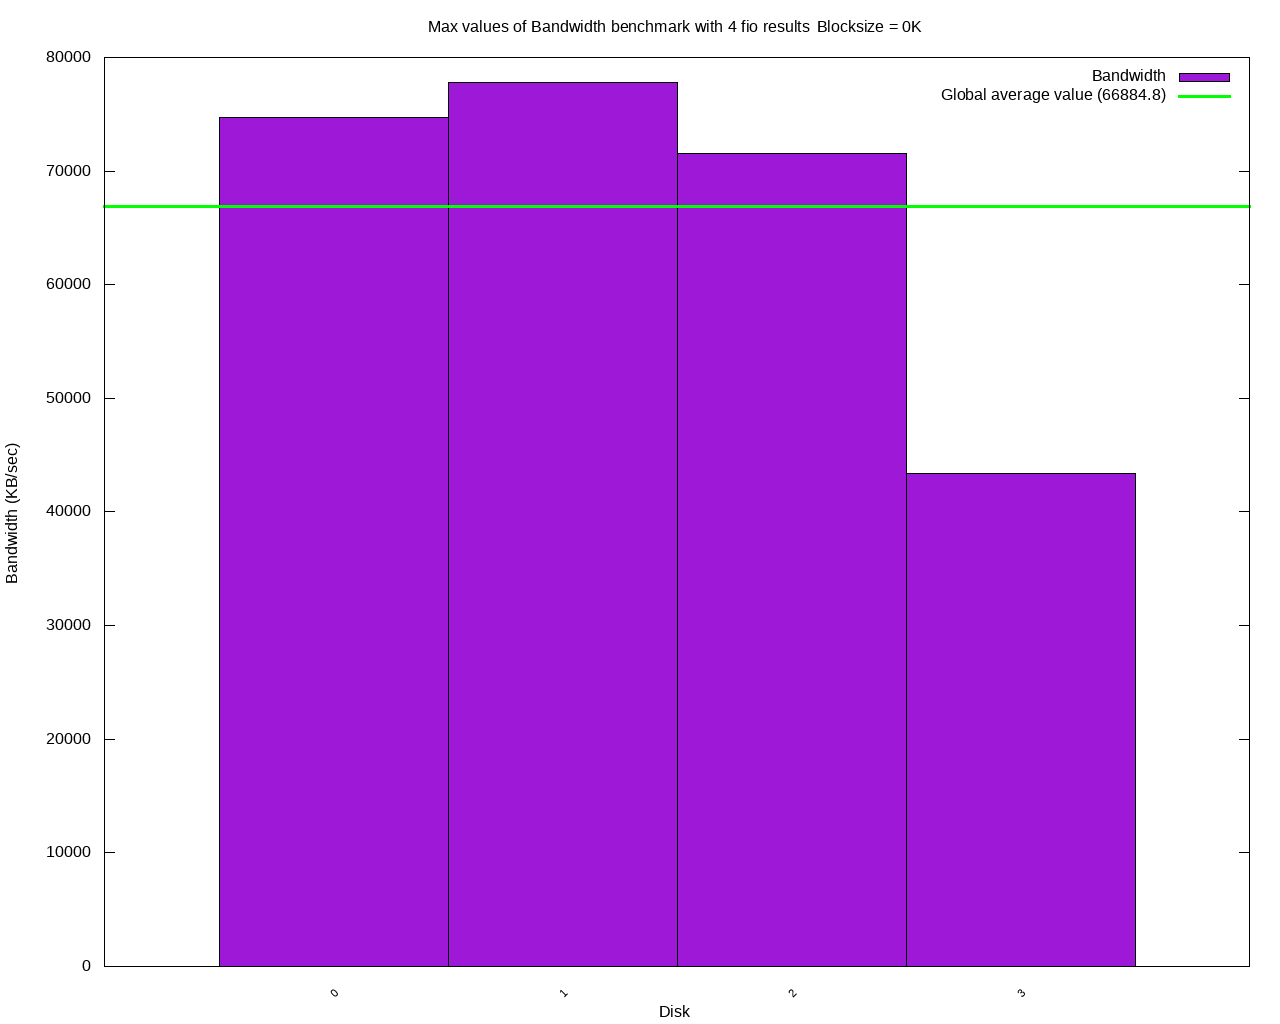 Max values of Bandwidth benchmark with 4 fio results Blocksize = 0K
80000
70000
60000
50000
40000
30000
20000
10000
0
Bandwidth (KB/sec)
Bandwidth
Global average value (66884.8)
0
1
2
3
Disk